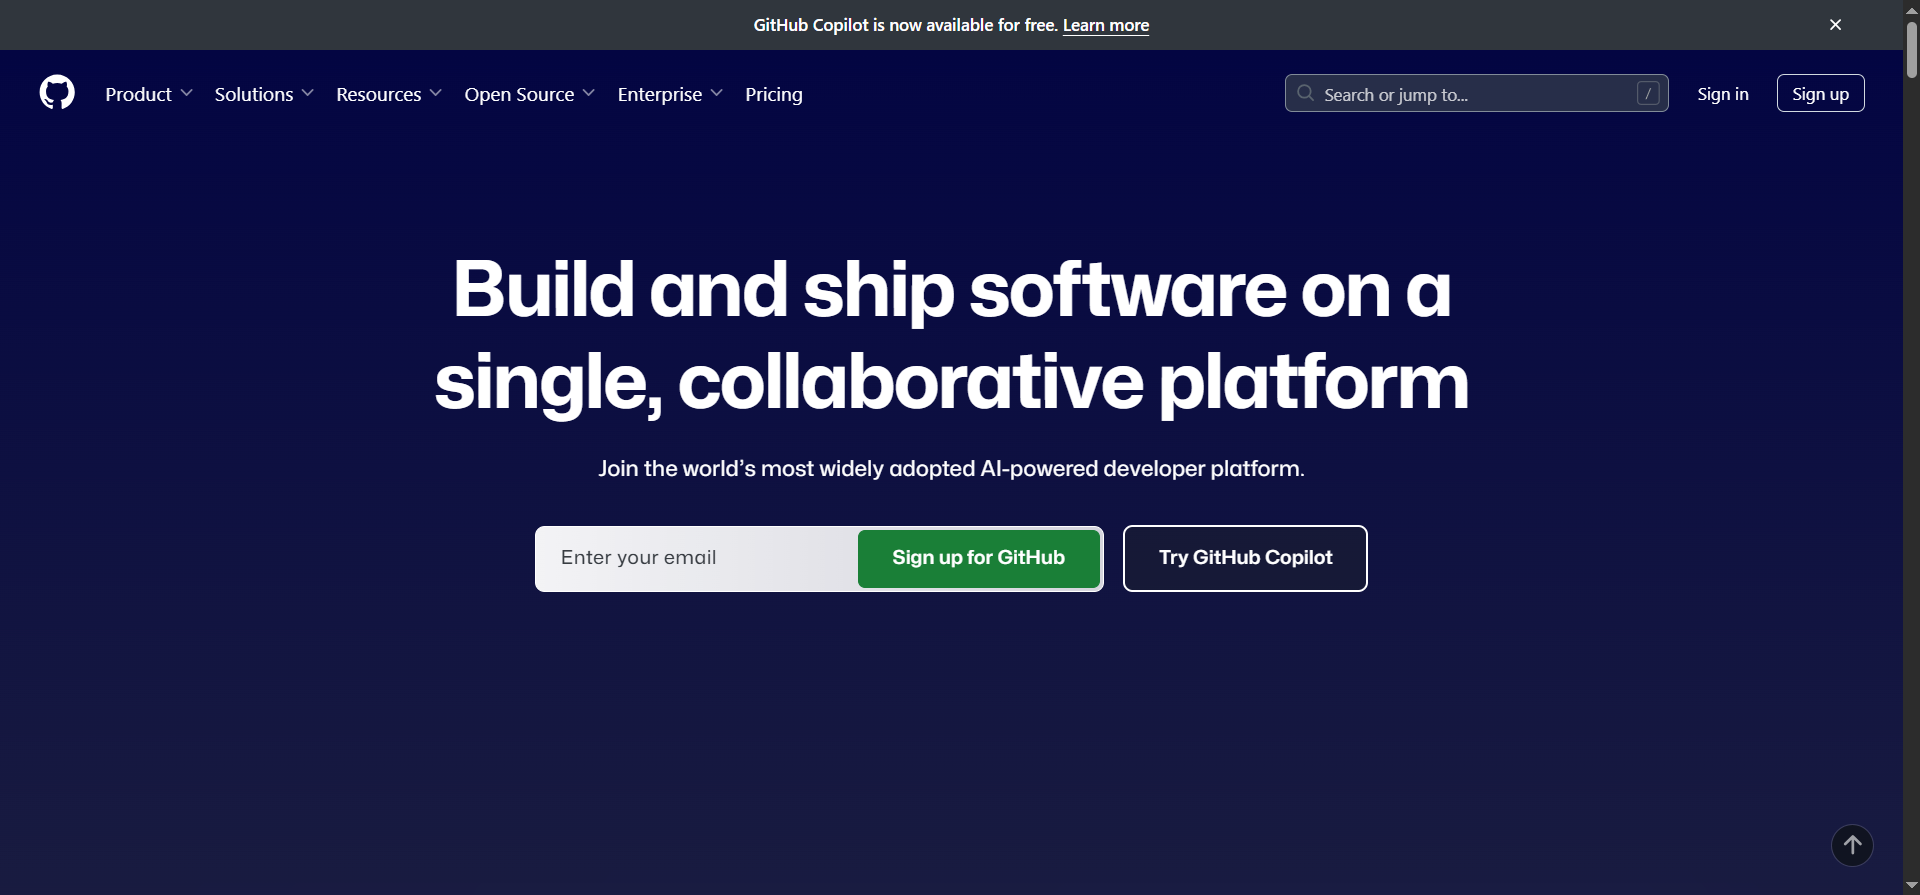 GitHub Copilot is now available for free. Learn more
Product Solutions Resources Open Source Enterprise Pricing
Search or jump to... /
Sign in
Sign up
Build and ship software on a
single, collaborative platform
Join the world’s most widely adopted AI-powered developer platform.
Enter your email
Sign up for GitHub
Try GitHub Copilot